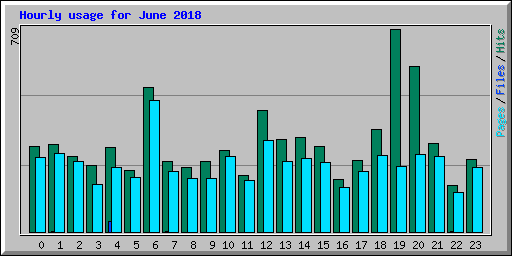 Hourly usage for June 2018
709
Pages / Files / Hits
0 1 2 3 4 5 6 7 8 9 10 11 12 13 14 15 16 17 18 19 20 21 22 23